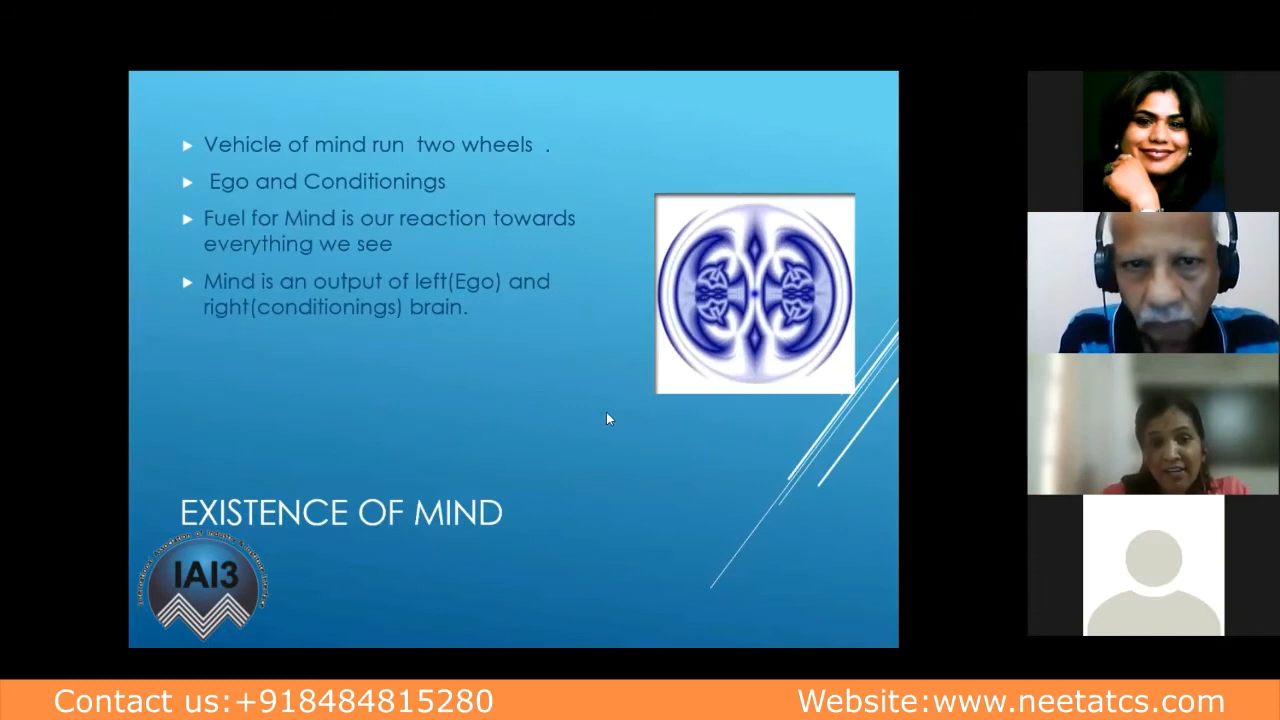 Vehicle of mind run two wheels .
Ego and Conditionings
Fuel for Mind is our reaction towards
everything we see
Mind is an output of left(Ego) and
right(conditionings) brain.
EXISTENCE OF MIND
IAI3
Contact us:+918484815280
Website:www.neetatcs.com